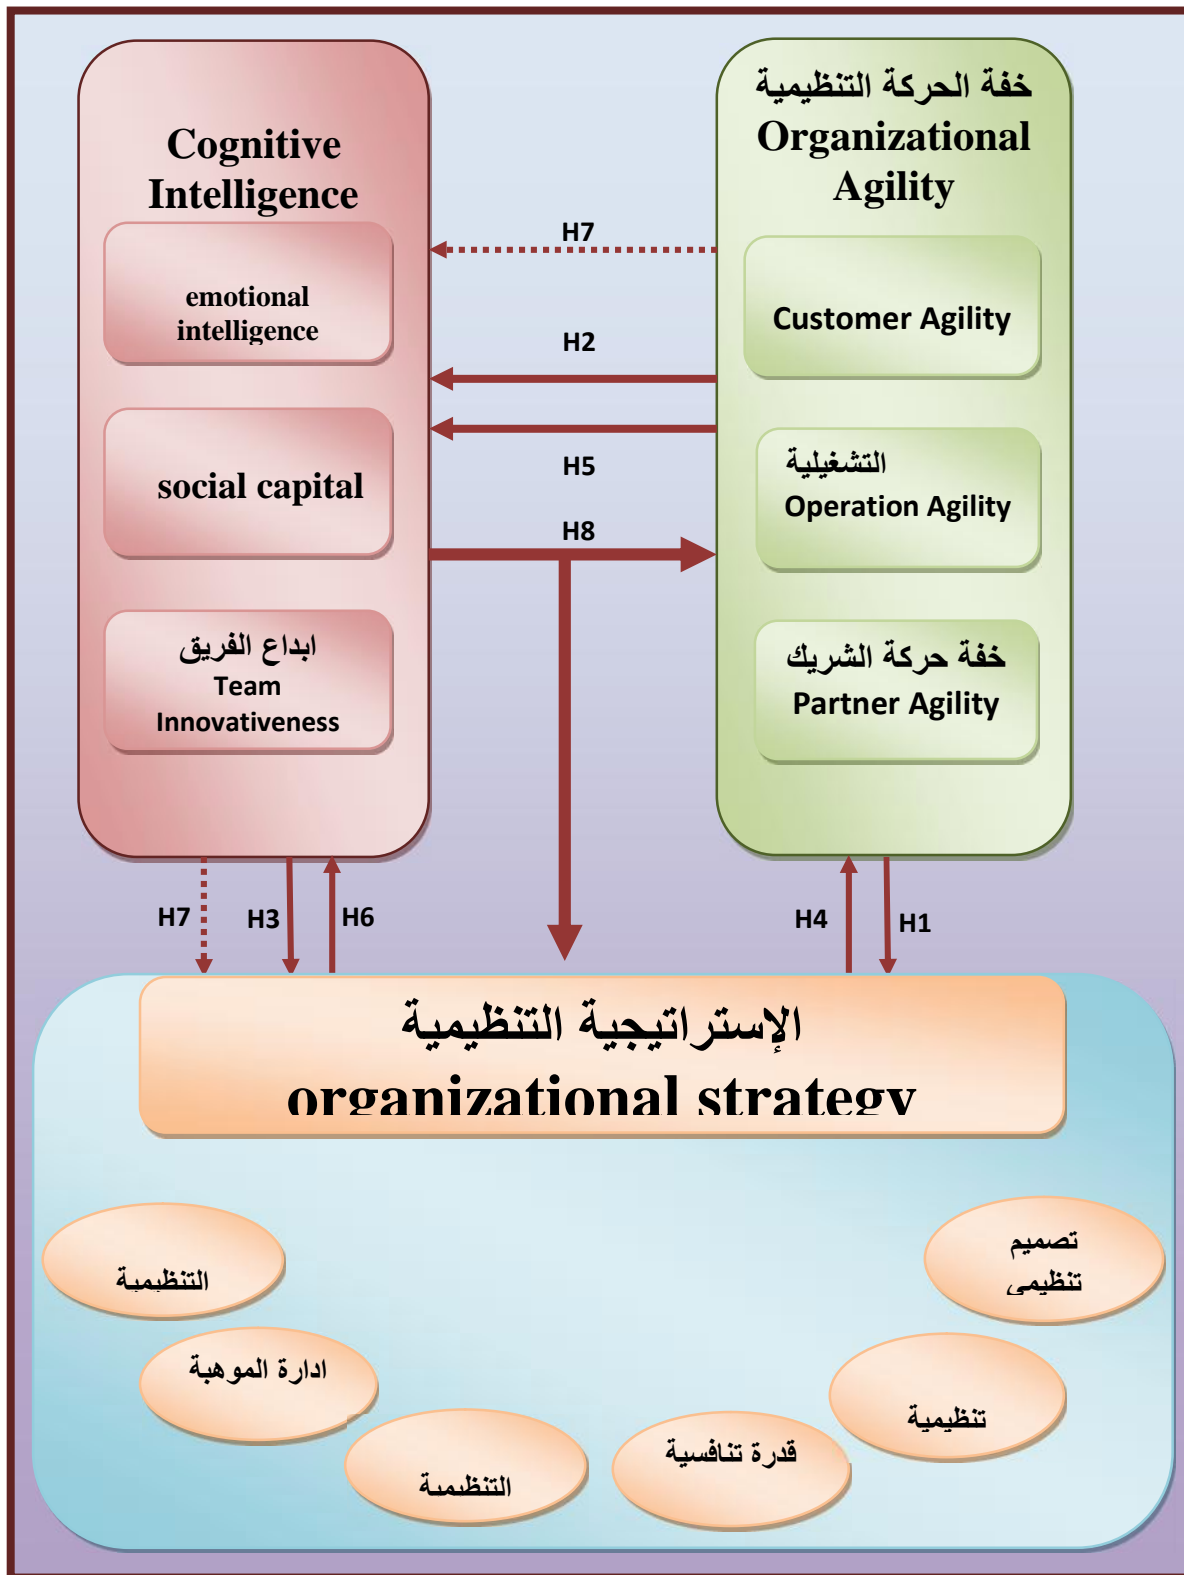 Cognitive
Intelligence
emotional
intelligence
social capital
ابداع الفريق
Team
Innovativeness
خفة الحركة التنظيمية
Organizational
Agility
Customer Agility
التشغيلية
Operation Agility
خفة حركة الشريك
Partner Agility
H7
H2
H5
H8
H7
H3
H6
H4
H1
الإستراتيجية التنظيمية
organizational strategy
تصميم
تنظيمي
تنظيمية
قدرة تنافسية
التنظيمية
ادارة الموهبة
التنظيمية